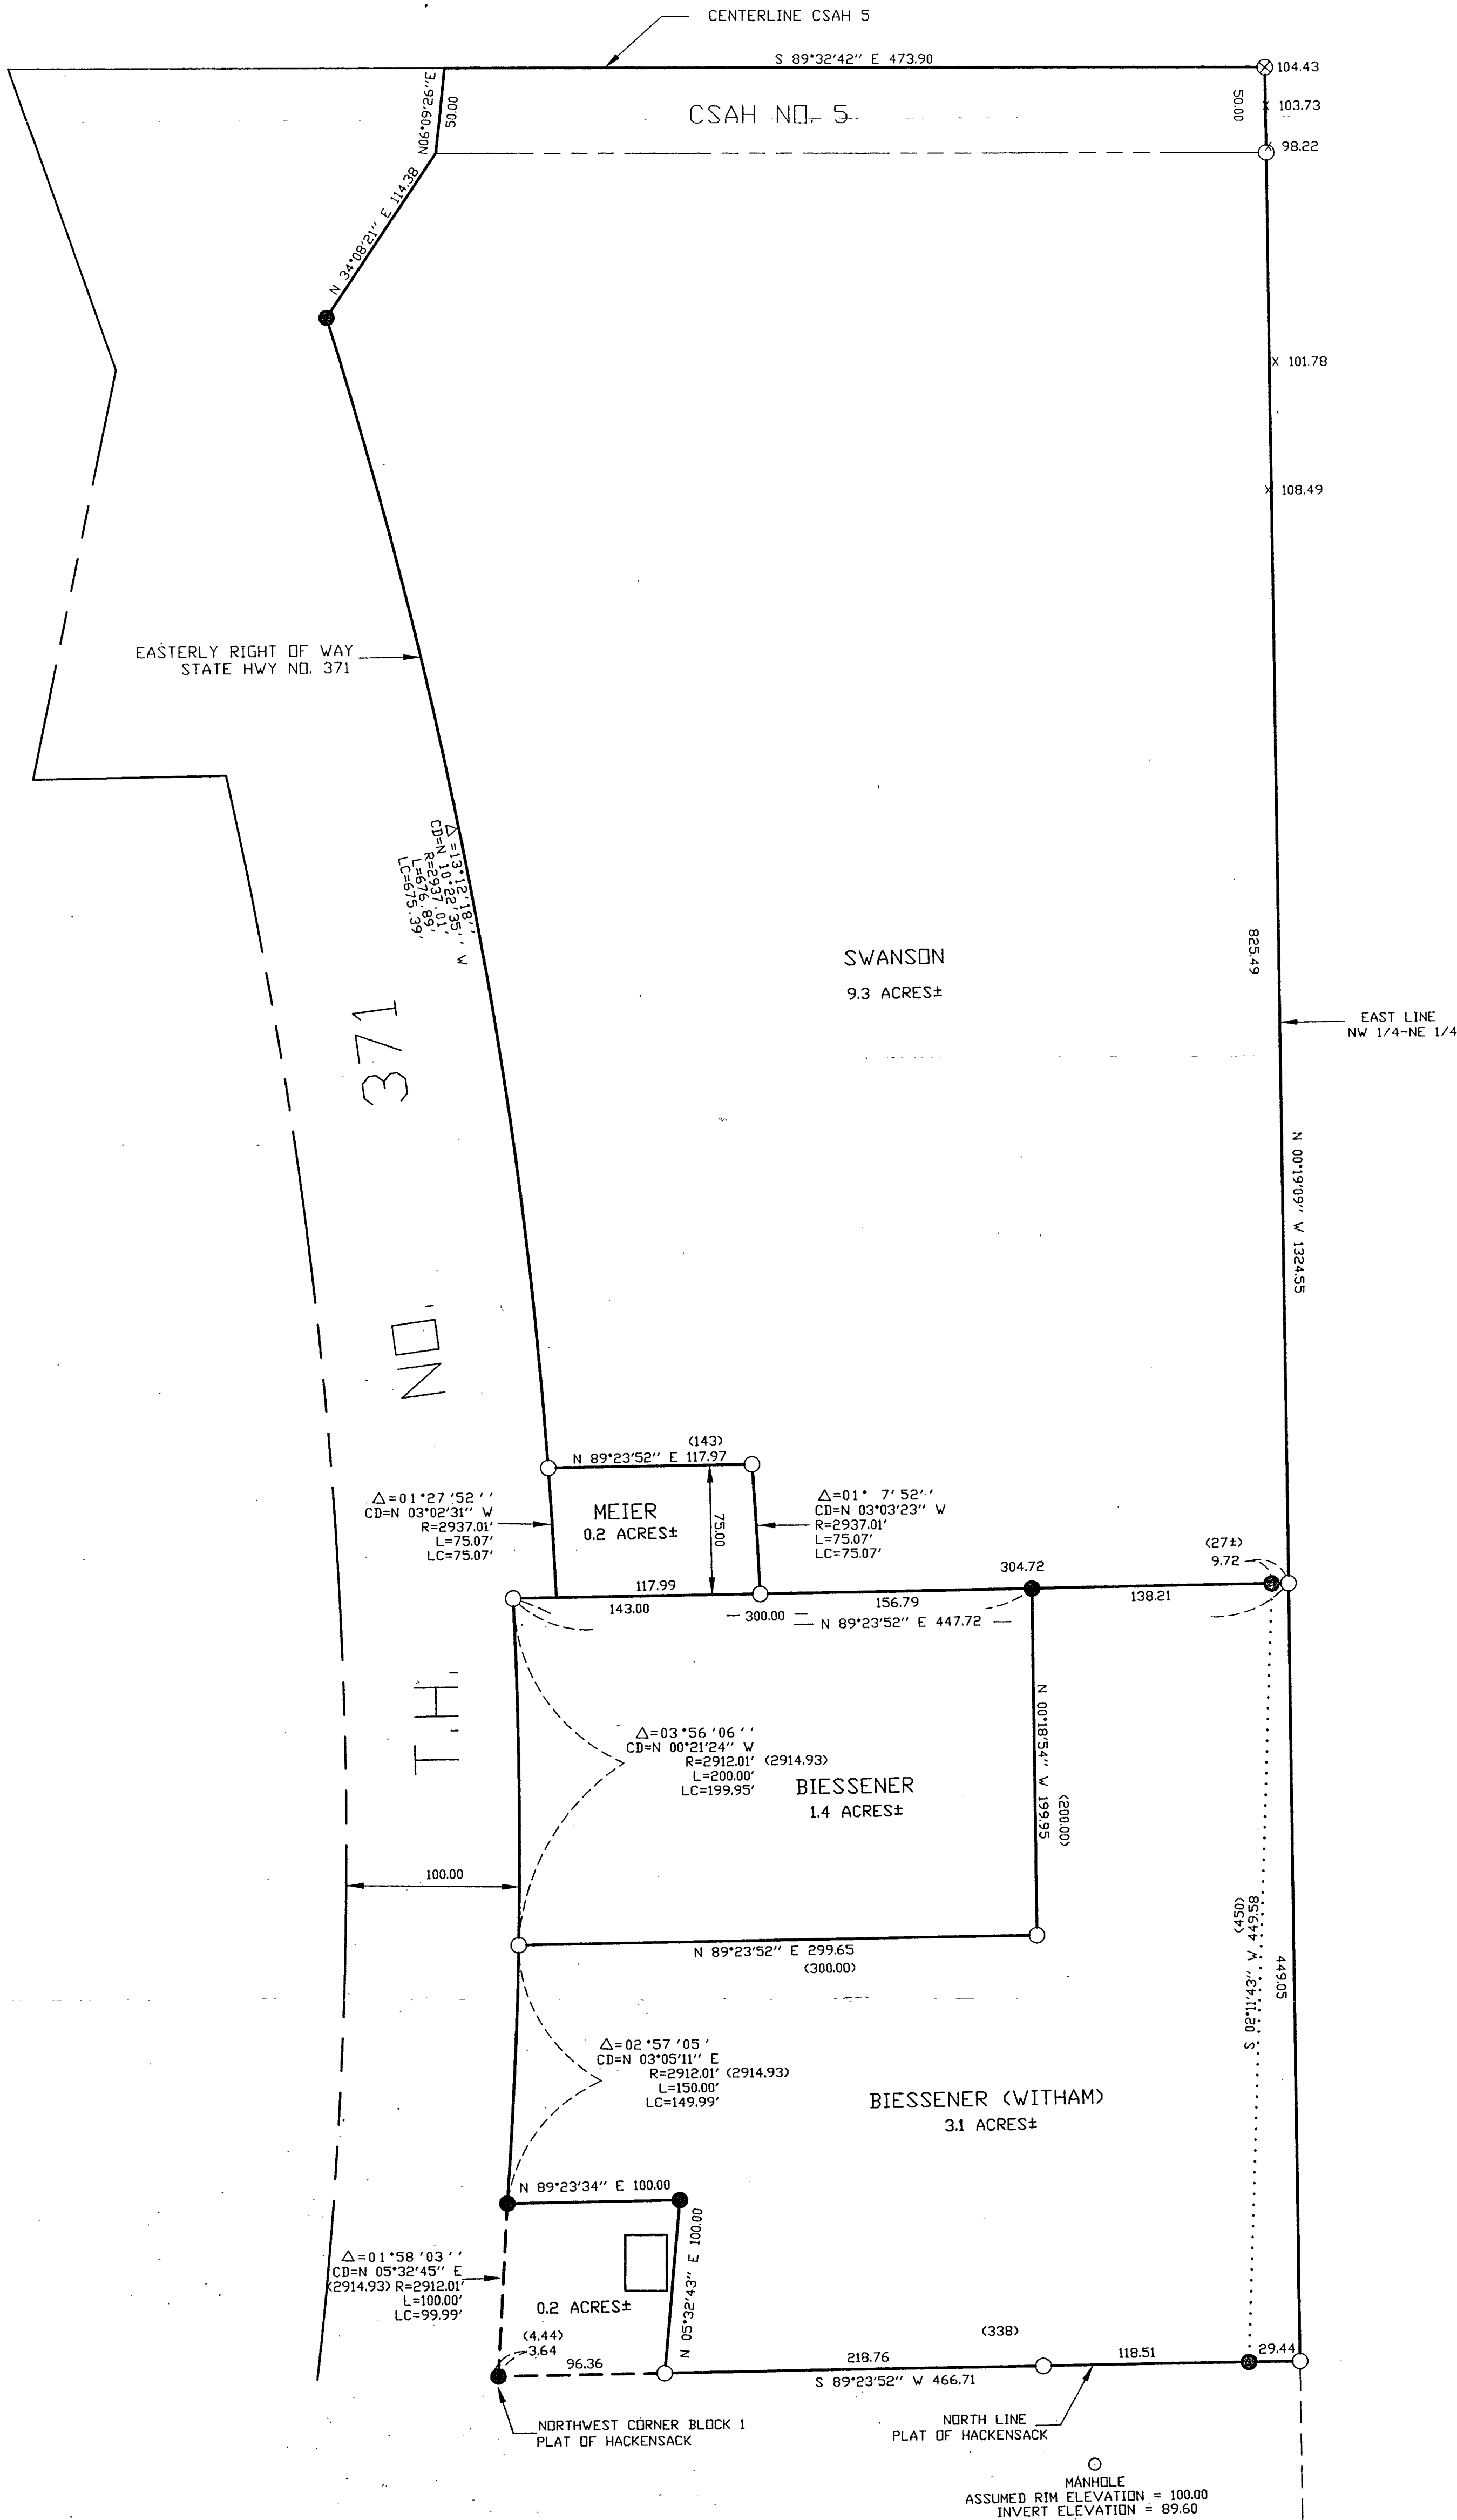 CENTERLINE CSAH 5
S 89°32'42'' E 473.90
104.43
N06°09'26''E
50.00
CSAH NO. 5
50.00
X 103.73
X 98.22
N 34°08'21'' E 114.38
X 101.78
X 108.49
EASTERLY RIGHT OF WAY
STATE HWY NO. 371
Δ=13°12'18''
CD=N 10°22'35'' W
R=2937.01'
L=676.89'
LC=675.39'
825.49
SWANSON
9.3 ACRES±
EAST LINE
NW 1/4-NE 1/4
T.H. NO. 371
N 00°19'09'' W 1324.55
(143)
N 89°23'52'' E 117.97
Δ=01°27'52''
CD=N 03°02'31'' W
R=2937.01'
L=75.07'
LC=75.07'
MEIER
0.2 ACRES±
75.00
Δ=01° 7'52''
CD=N 03°03'23'' W
R=2937.01'
L=75.07'
LC=75.07'
(27±)
9.72
304.72
117.99
143.00
300.00
156.79
138.21
N 89°23'52'' E 447.72
Δ=03°56'06''
CD=N 00°21'24'' W
R=2912.01' (2914.93)
L=200.00'
LC=199.95'
BIESSENER
1.4 ACRES±
N 00°18'54'' W 199.95
(200.00)
100.00
N 89°23'52'' E 299.65
(300.00)
(450)
S 02°11'43'' W 449.58
449.05
Δ=02°57'05'
CD=N 03°05'11'' E
R=2912.01' (2914.93)
L=150.00'
LC=149.99'
BIESSENER (WITHAM)
3.1 ACRES±
N 89°23'34'' E 100.00
N 05°32'43'' E 100.00
Δ=01°58'03''
CD=N 05°32'45'' E
(2914.93) R=2912.01'
L=100.00'
LC=99.99'
0.2 ACRES±
(4.44)
3.64
96.36
(338)
218.76
118.51
29.44
S 89°23'52'' W 466.71
NORTHWEST CORNER BLOCK 1
PLAT OF HACKENSACK
NORTH LINE
PLAT OF HACKENSACK
MANHOLE
ASSUMED RIM ELEVATION = 100.00
INVERT ELEVATION = 89.60